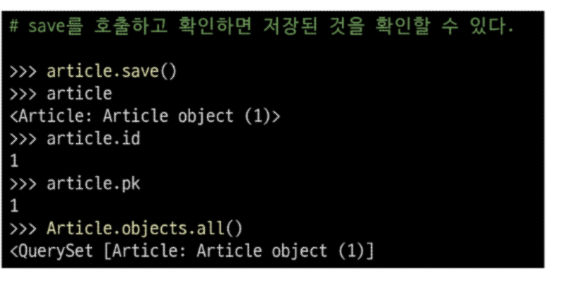 # save를 호출하고 확인하면 저장된 것을 확인할 수 있다.
>>> article.save()
>>> article
<Article: Article object (1)>
>>> article.id
1
>>> article.pk
1
>>> Article.objects.all()
<QuerySet [Article: Article object (1)]